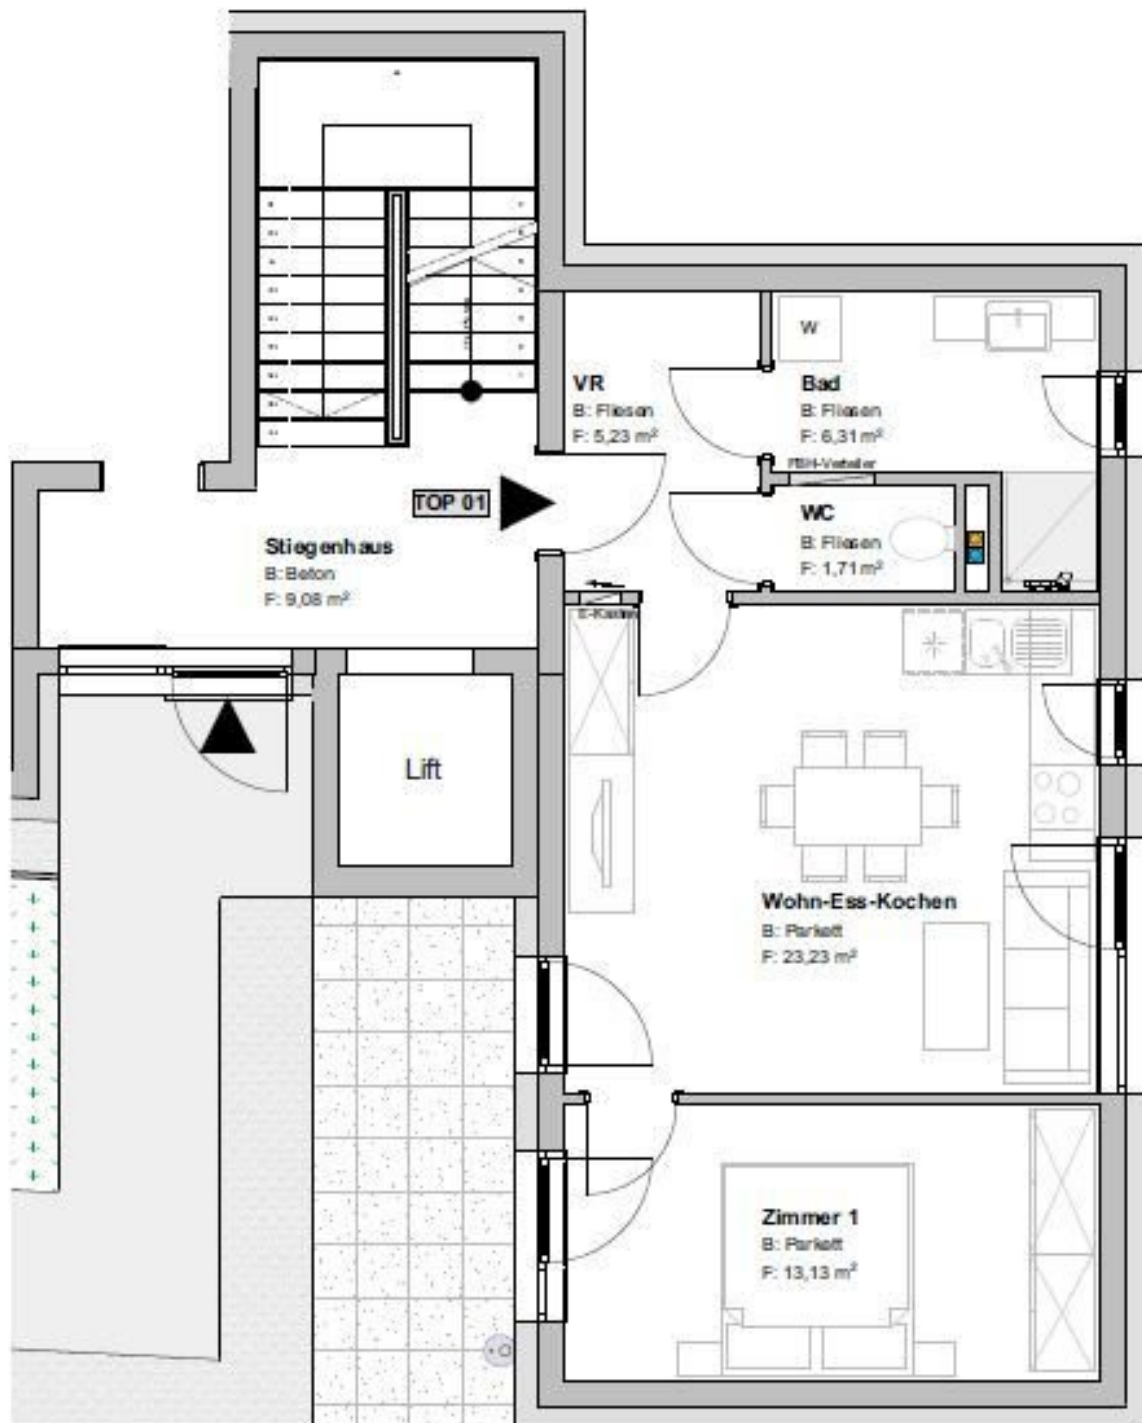 VR
B: Fliesen
F: 5,23 m²
W
Bad
B: Fliesen
F: 6,31 m²
FBH-Verteiler
TOP 01
WC
B: Fliesen
F: 1,71 m²
Stiegenhaus
B: Beton
F: 9,08 m²
E-Kasten
Lift
Wohn-Ess-Kochen
B: Parkett
F: 23,23 m²
Zimmer 1
B: Parkett
F: 13,13 m²